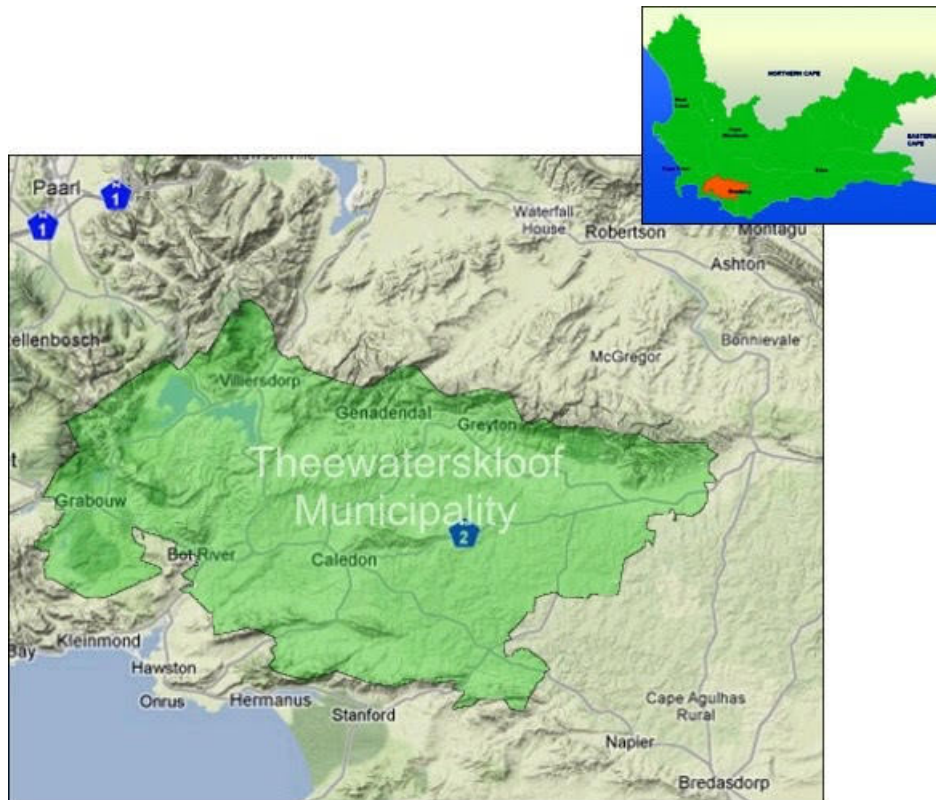 NORTHERN CAPE
EASTERN
CAPE
Paarl
1
1
Waterfall
House
Robertson
Montagu
Ashton
ellenbosch
Bonnievale
McGregor
Villiersdorp
Genadendal
Greyton
Theewaterskloof
Municipality
t
Grabouw
2
Bot River
Caledon
Kleinmond
Bay
Hawston
Onrus
Hermanus
Stanford
Cape Agulhas
Rural
Napier
Bredasdorp